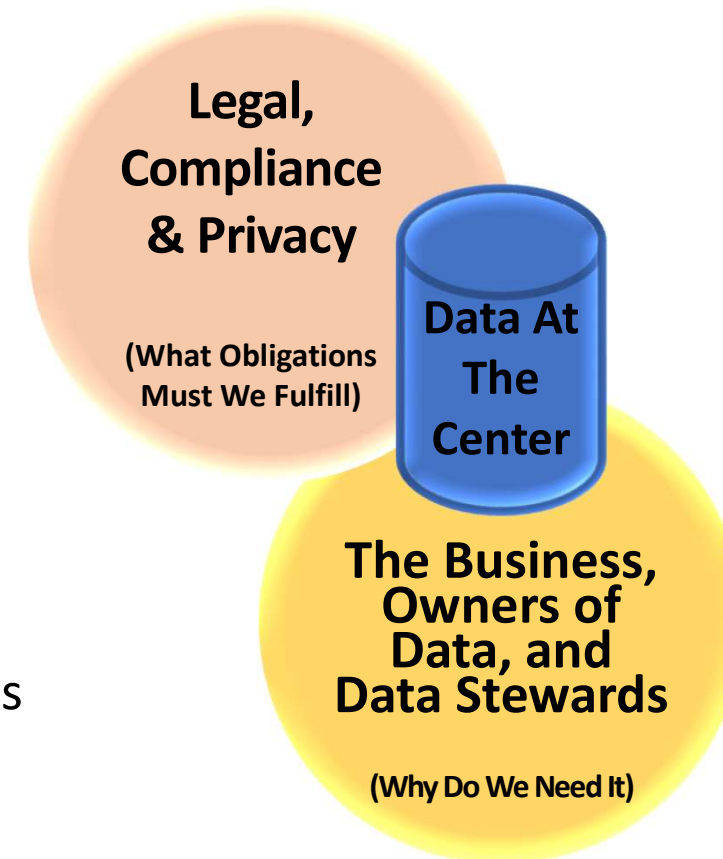 Legal,
Compliance
& Privacy
(What Obligations
Must We Fulfill)
Data At
The
Center
The Business,
Owners of
Data, and
Data Stewards
(Why Do We Need It)
s